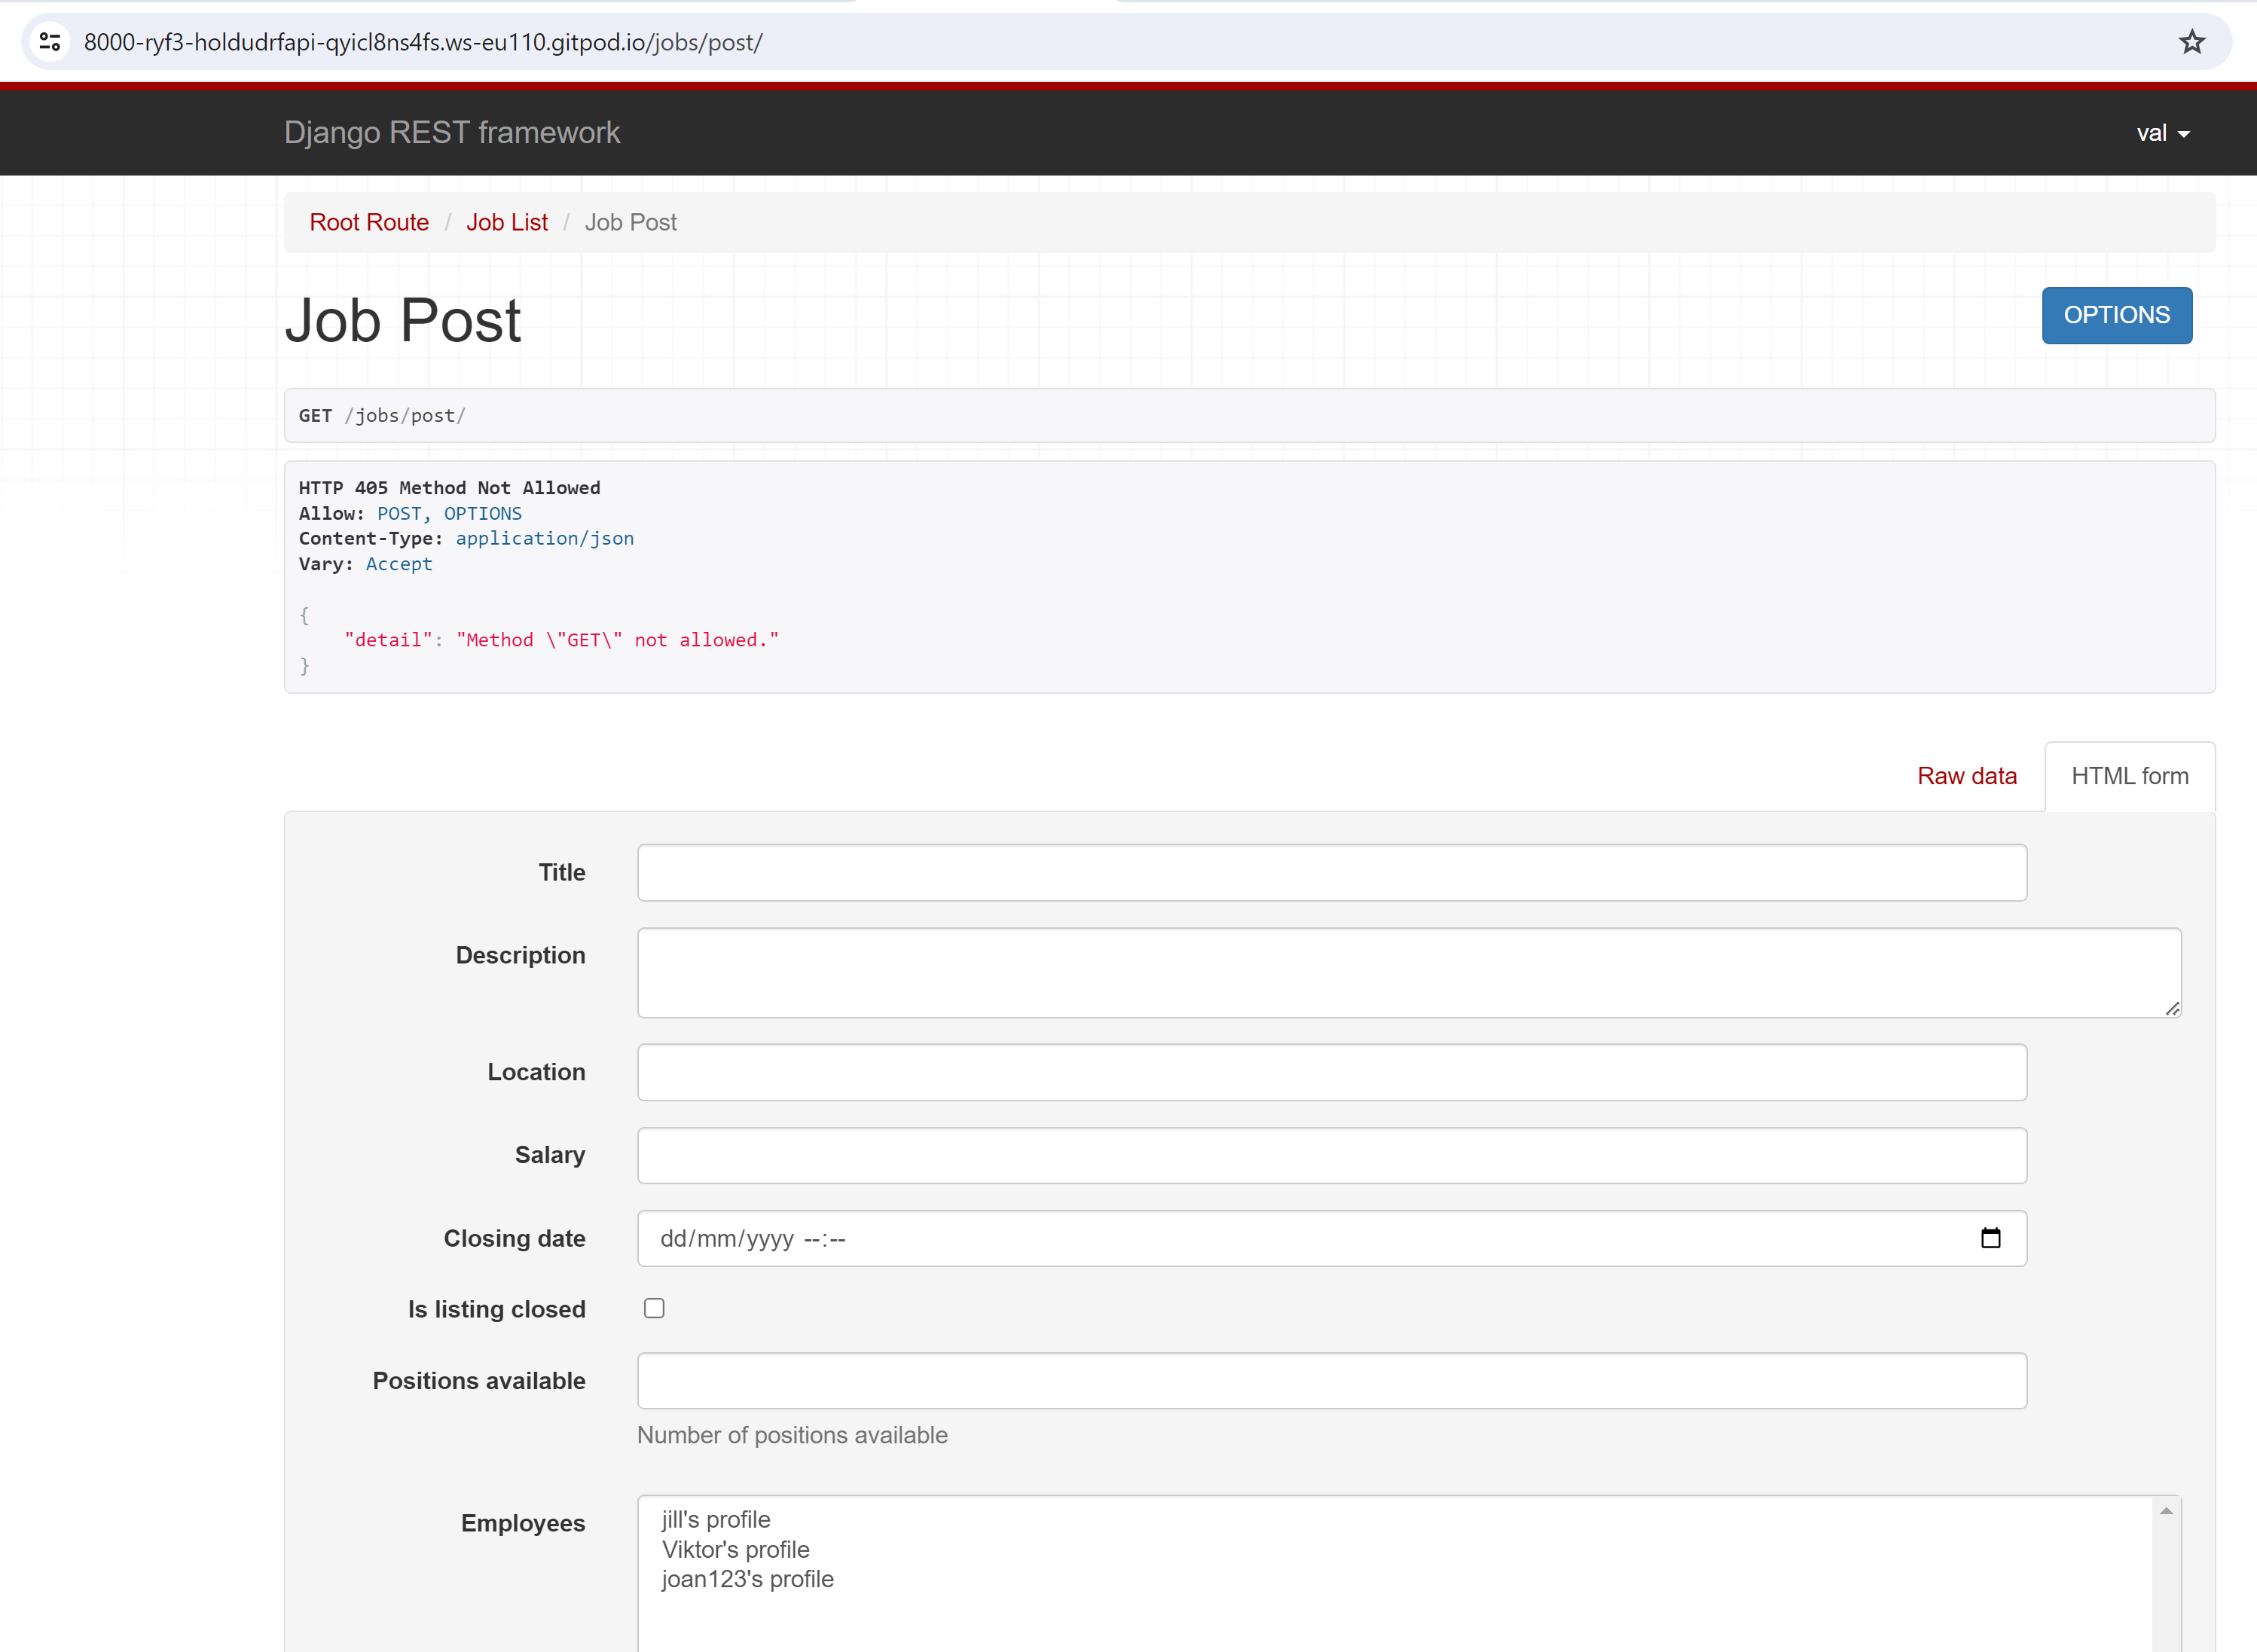 8000-ryf3-holdudrfapi-qyicl8ns4fs.ws-eu110.gitpod.io/jobs/post/
Django REST framework
val
Root Route / Job List / Job Post
Job Post
OPTIONS
GET /jobs/post/
HTTP 405 Method Not Allowed
Allow: POST, OPTIONS
Content-Type: application/json
Vary: Accept
{
"detail": "Method \"GET\" not allowed."
}
Raw data
HTML form
Title
Description
Location
Salary
Closing date
dd/mm/yyyy --:--
Is listing closed
Positions available
Number of positions available
Employees
jill's profile
Viktor's profile
joan123's profile